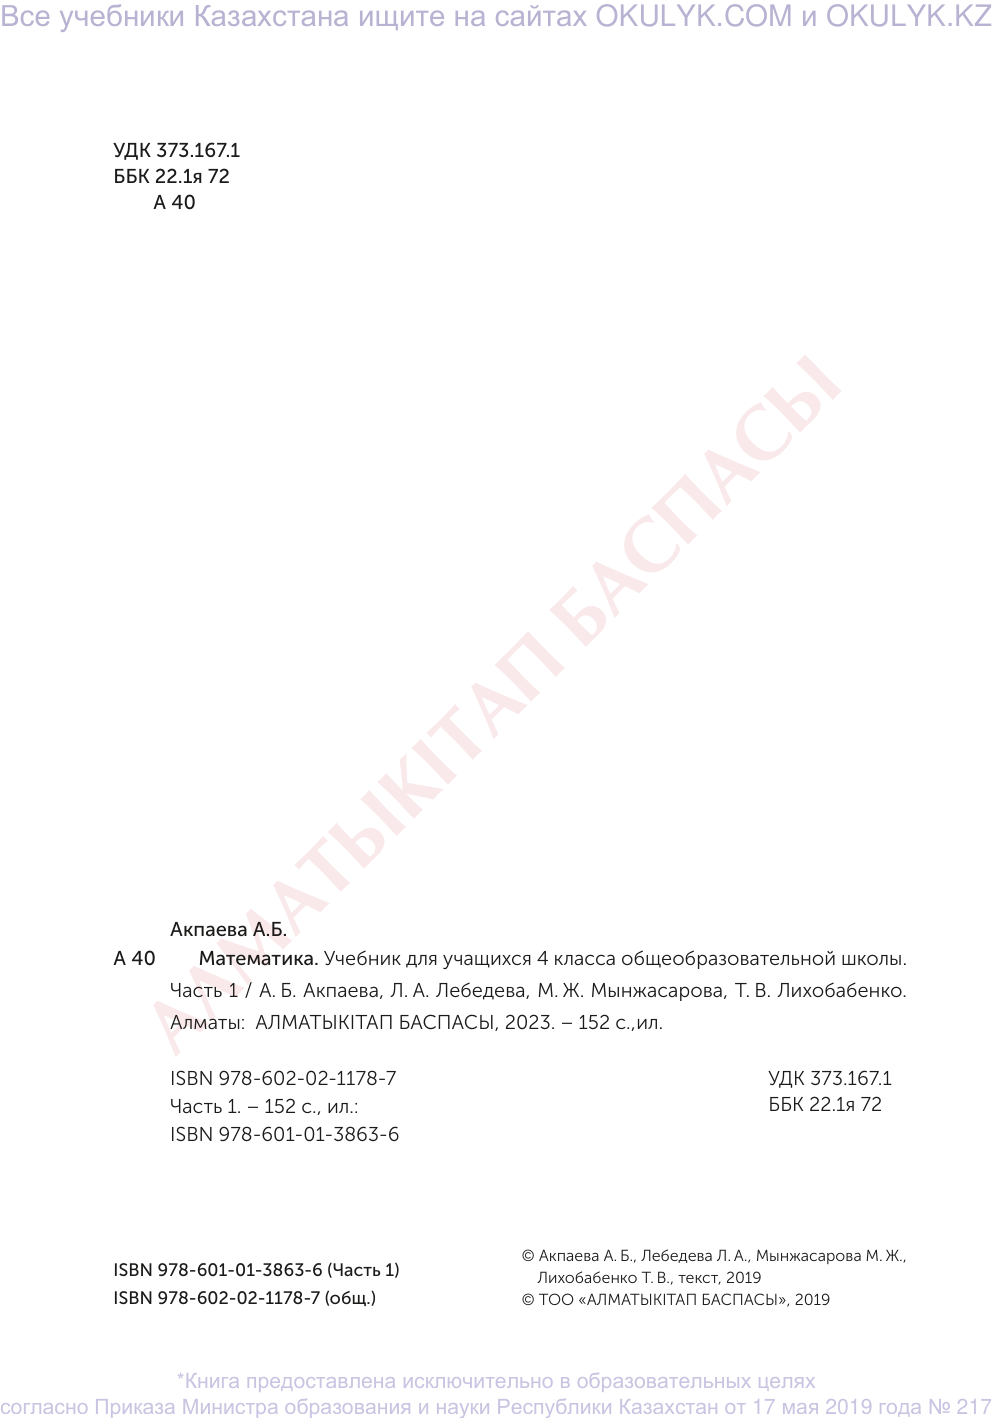 Все учебники Казахстана ищите на сайтах OKULYK.COM и OKULYK.KZ
УДК 373.167.1
ББК 22.1я 72
А 40
АЛМАТЫКІТАП БАСПАСЫ
Акпаева А.Б.
А 40 Математика. Учебник для учащихся 4 класса общеобразовательной школы.
Часть 1 / А. Б. Акпаева, Л. А. Лебедева, М. Ж. Мынжасарова, Т. В. Лихобабенко.
Алматы: АЛМАТЫКІТАП БАСПАСЫ, 2023. – 152 с.,ил.
ISBN 978-602-02-1178-7
Часть 1. – 152 с., ил.:
ISBN 978-601-01-3863-6
УДК 373.167.1
ББК 22.1я 72
ISBN 978-601-01-3863-6 (Часть 1)
ISBN 978-602-02-1178-7 (общ.)
© Акпаева А. Б., Лебедева Л. А., Мынжасарова М. Ж.,
Лихобабенко Т. В., текст, 2019
© ТОО «АЛМАТЫКІТАП БАСПАСЫ», 2019
*Книга предоставлена исключительно в образовательных целях
согласно Приказа Министра образования и науки Республики Казахстан от 17 мая 2019 года № 217